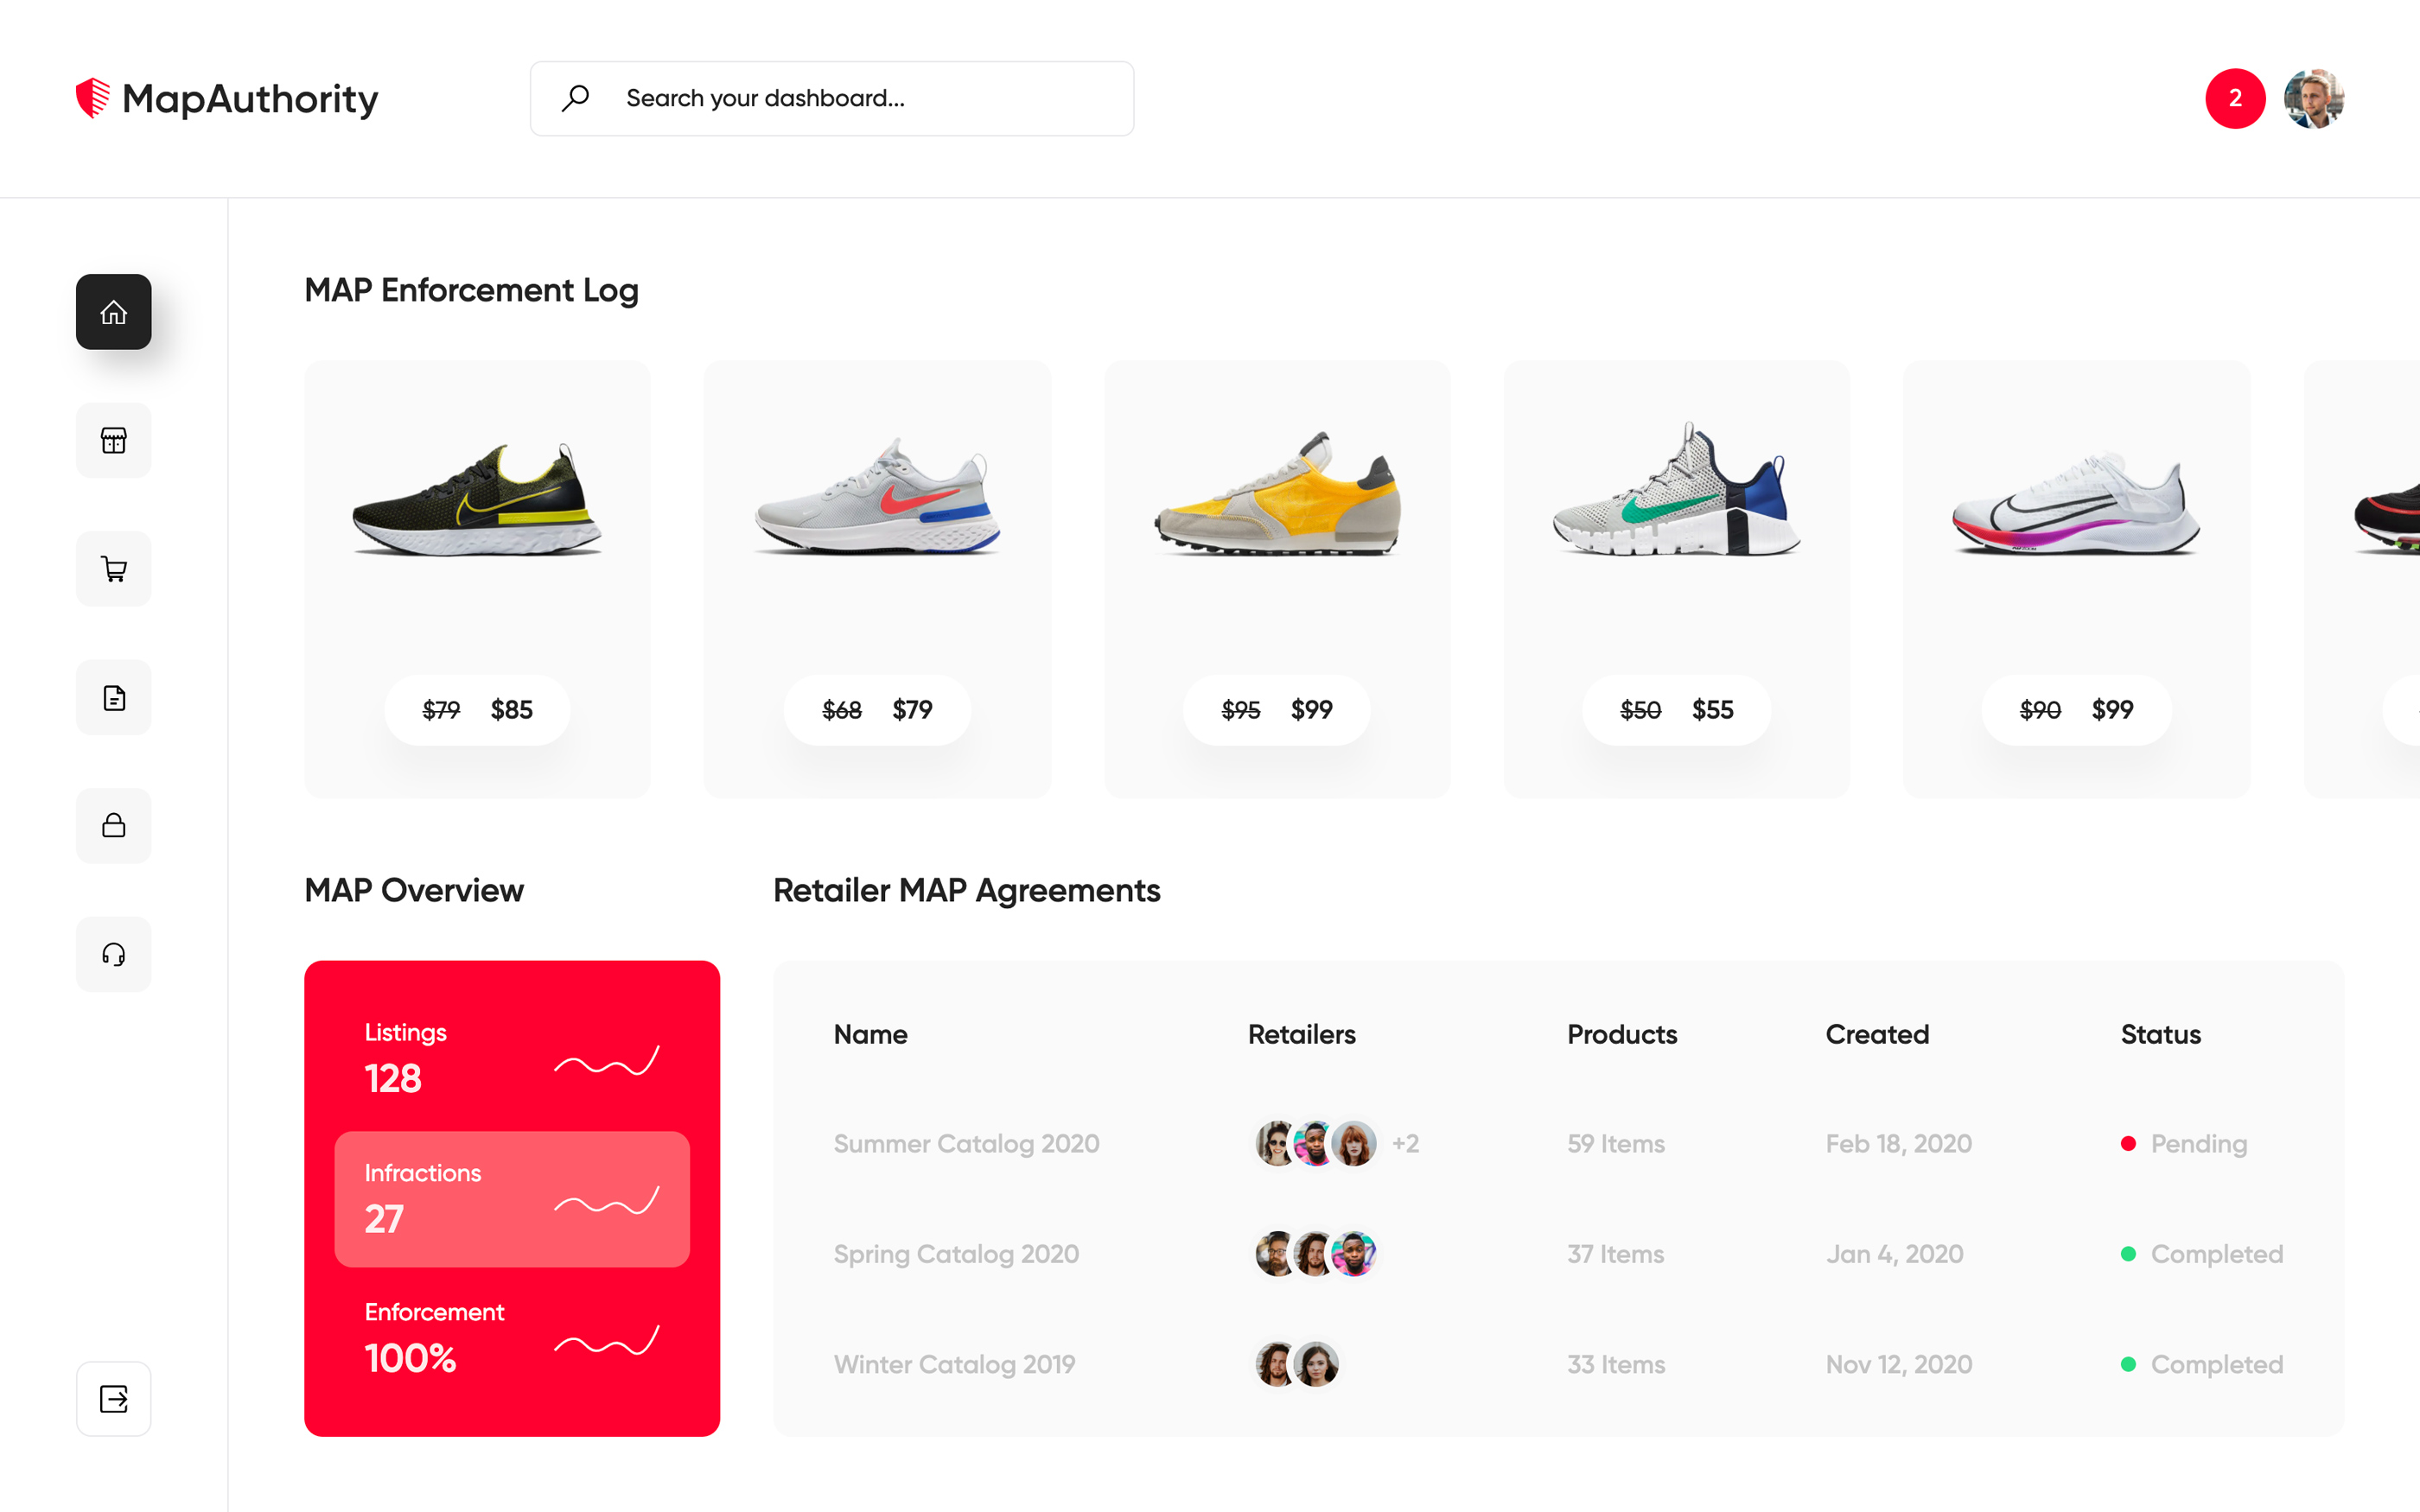 MapAuthority
Search your dashboard...
2
MAP Enforcement Log
$79 $85
$68 $79
$95 $99
$50 $55
$90 $99
MAP Overview
Retailer MAP Agreements
Listings
128
Infractions
27
Enforcement
100%
Name Retailers Products Created Status
Summer Catalog 2020 +2 59 Items Feb 18, 2020 Pending
Spring Catalog 2020 37 Items Jan 4, 2020 Completed
Winter Catalog 2019 33 Items Nov 12, 2020 Completed